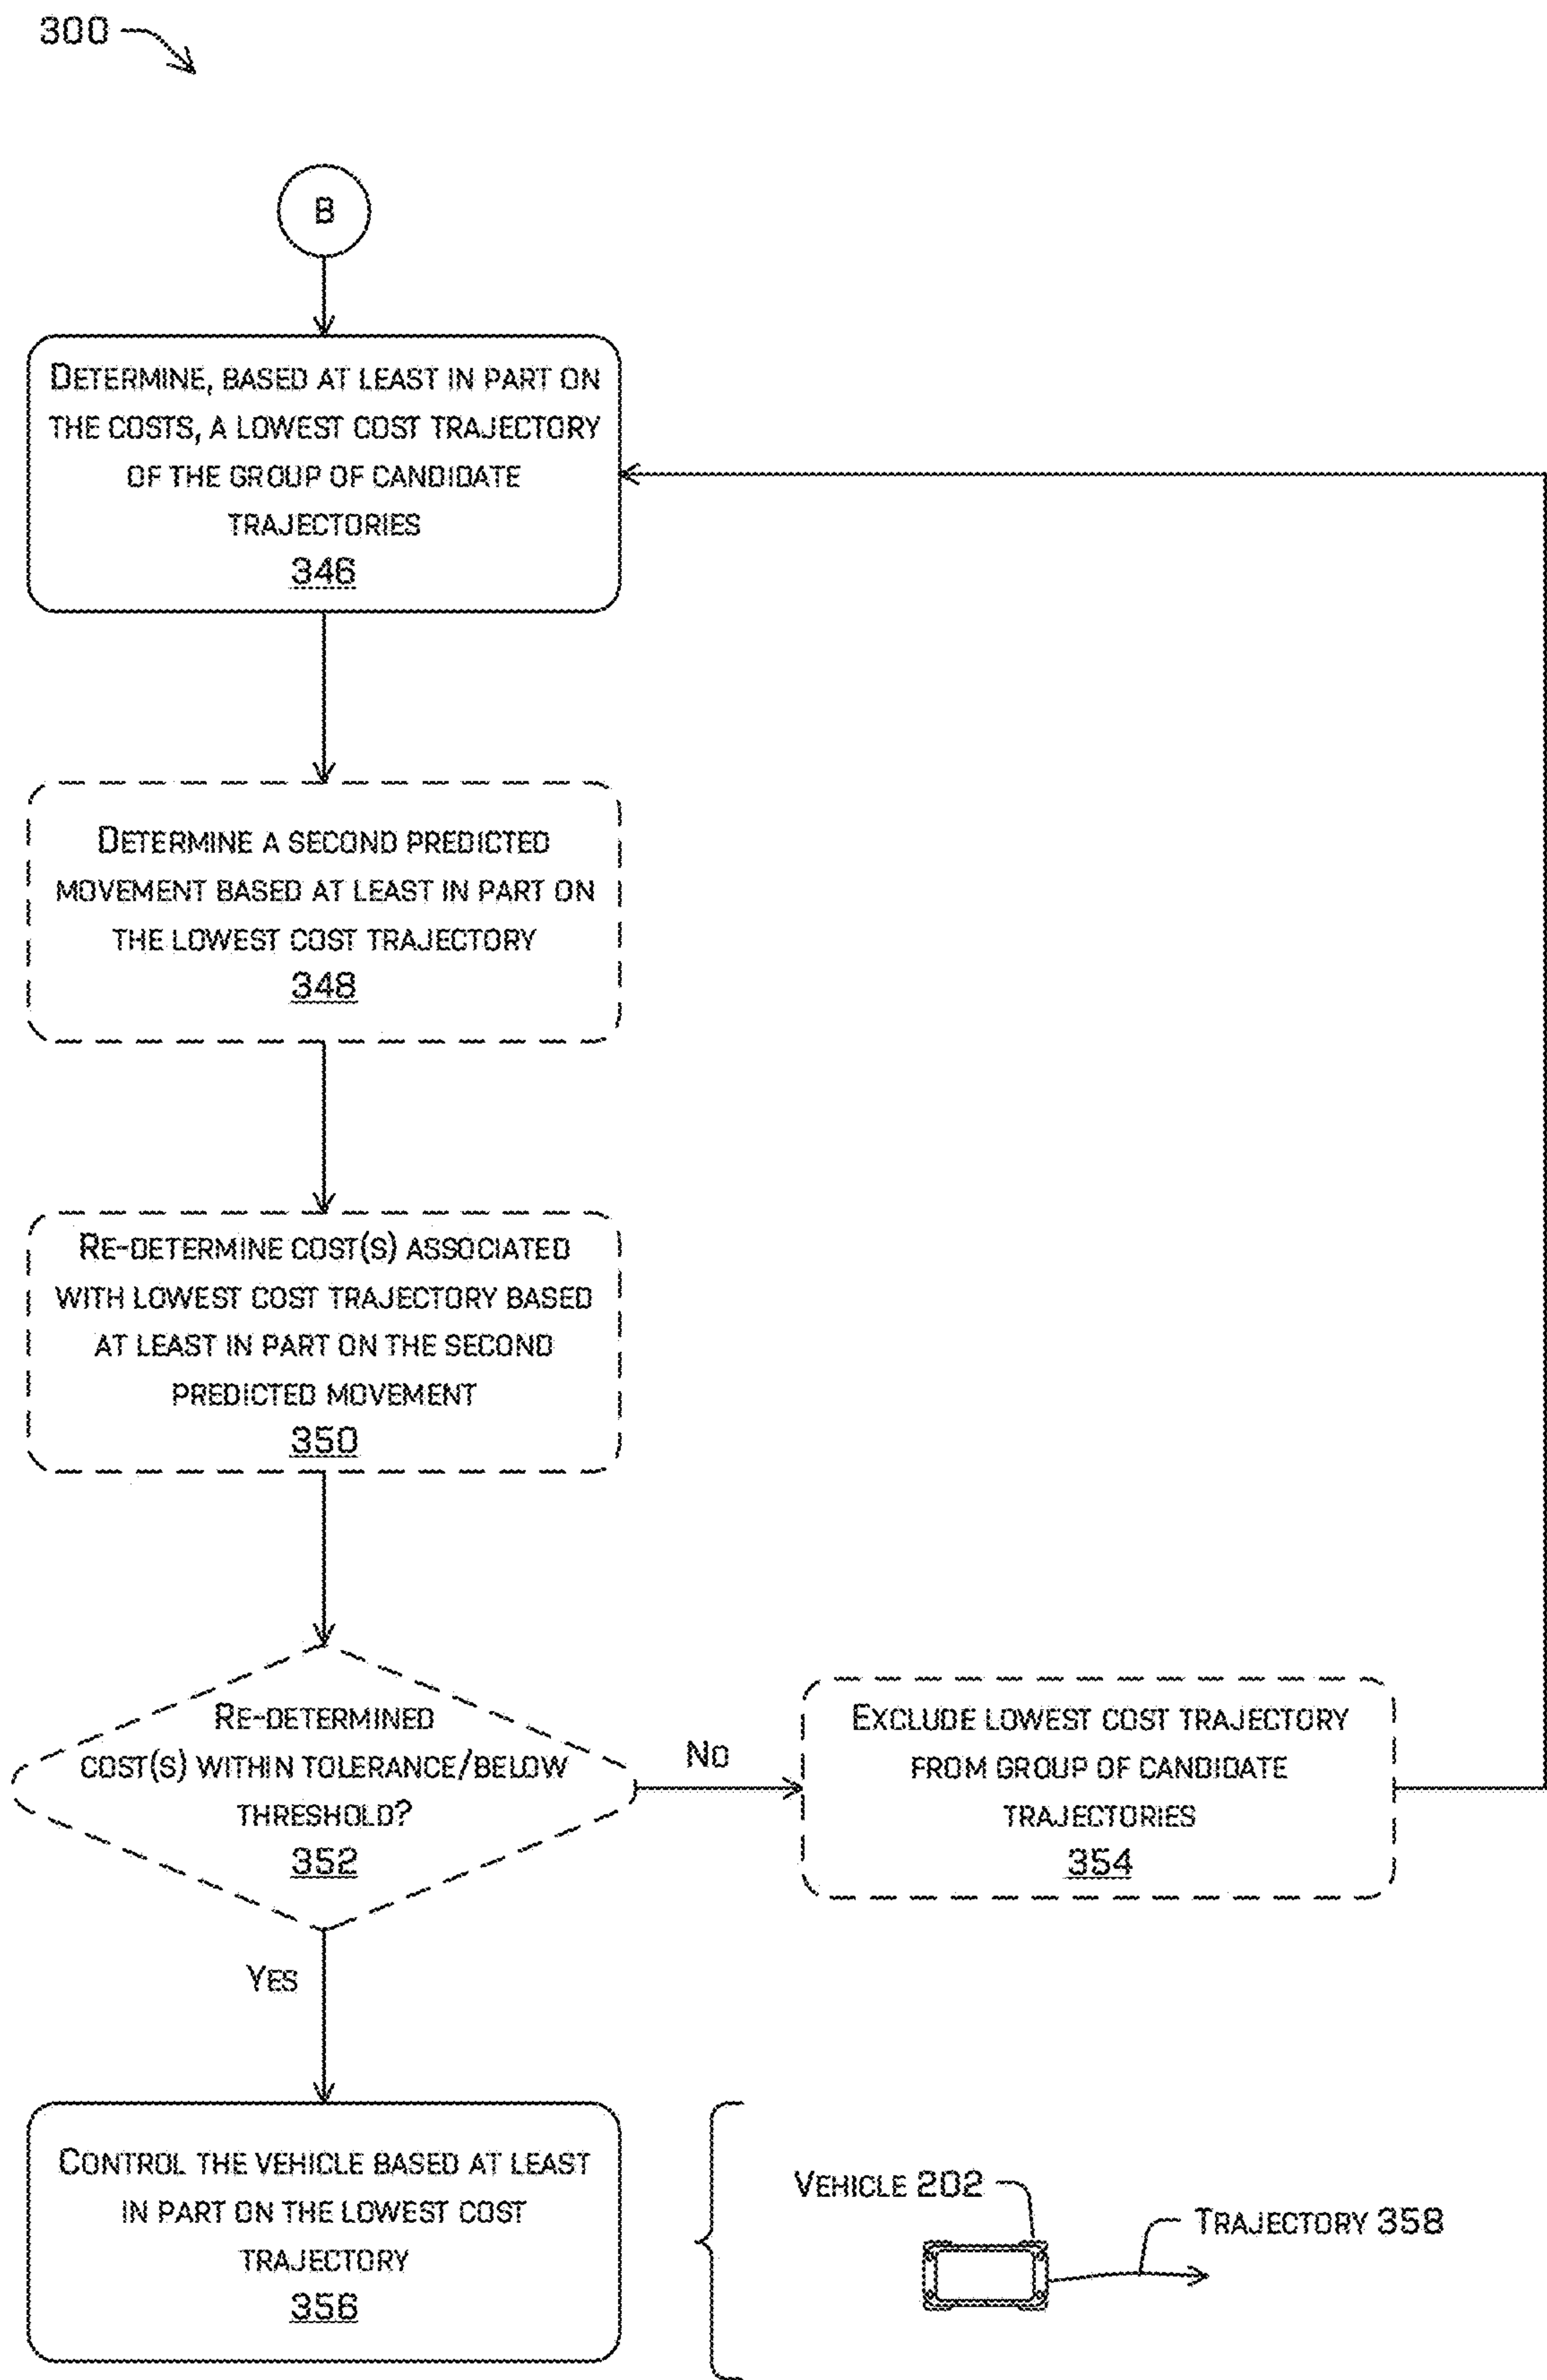 300
B
DETERMINE, BASED AT LEAST IN PART ON
THE COSTS, A LOWEST COST TRAJECTORY
OF THE GROUP OF CANDIDATE
TRAJECTORIES
346
DETERMINE A SECOND PREDICTED
MOVEMENT BASED AT LEAST IN PART ON
THE LOWEST COST TRAJECTORY
348
RE-DETERMINE COST(S) ASSOCIATED
WITH LOWEST COST TRAJECTORY BASED
AT LEAST IN PART ON THE SECOND
PREDICTED MOVEMENT
350
RE-DETERMINED
COST(S) WITHIN TOLERANCE/BELOW
THRESHOLD?
352
NO
EXCLUDE LOWEST COST TRAJECTORY
FROM GROUP OF CANDIDATE
TRAJECTORIES
354
YES
CONTROL THE VEHICLE BASED AT LEAST
IN PART ON THE LOWEST COST
TRAJECTORY
356
VEHICLE 202
TRAJECTORY 358